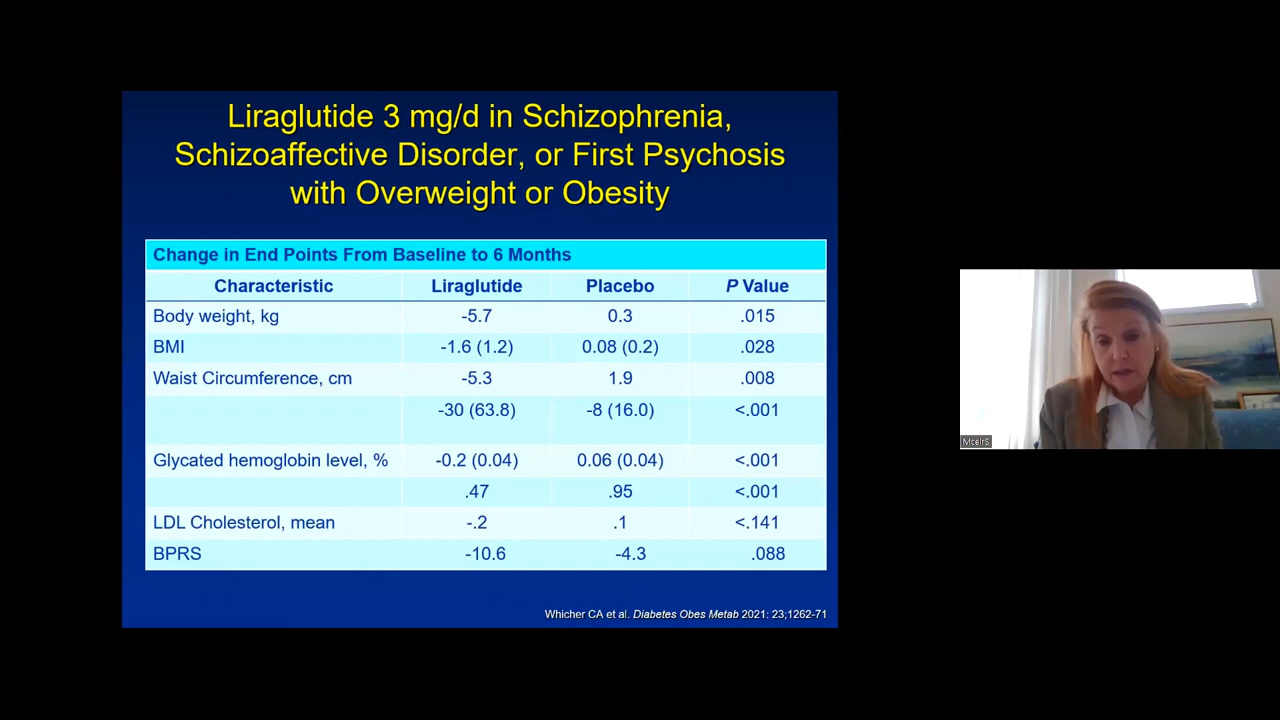 Liraglutide 3 mg/d in Schizophrenia,
Schizoaffective Disorder, or First Psychosis
with Overweight or Obesity
Change in End Points From Baseline to 6 Months
Characteristic Liraglutide Placebo P Value
Body weight, kg -5.7 0.3 .015
BMI -1.6 (1.2) 0.08 (0.2) .028
Waist Circumference, cm -5.3 1.9 .008
-30 (63.8) -8 (16.0) <.001
Glycated hemoglobin level, % -0.2 (0.04) 0.06 (0.04) <.001
.47 .95 <.001
LDL Cholesterol, mean -.2 .1 <.141
BPRS -10.6 -4.3 .088
Whicher CA et al. Diabetes Obes Metab 2021: 23;1262-71
McelrS